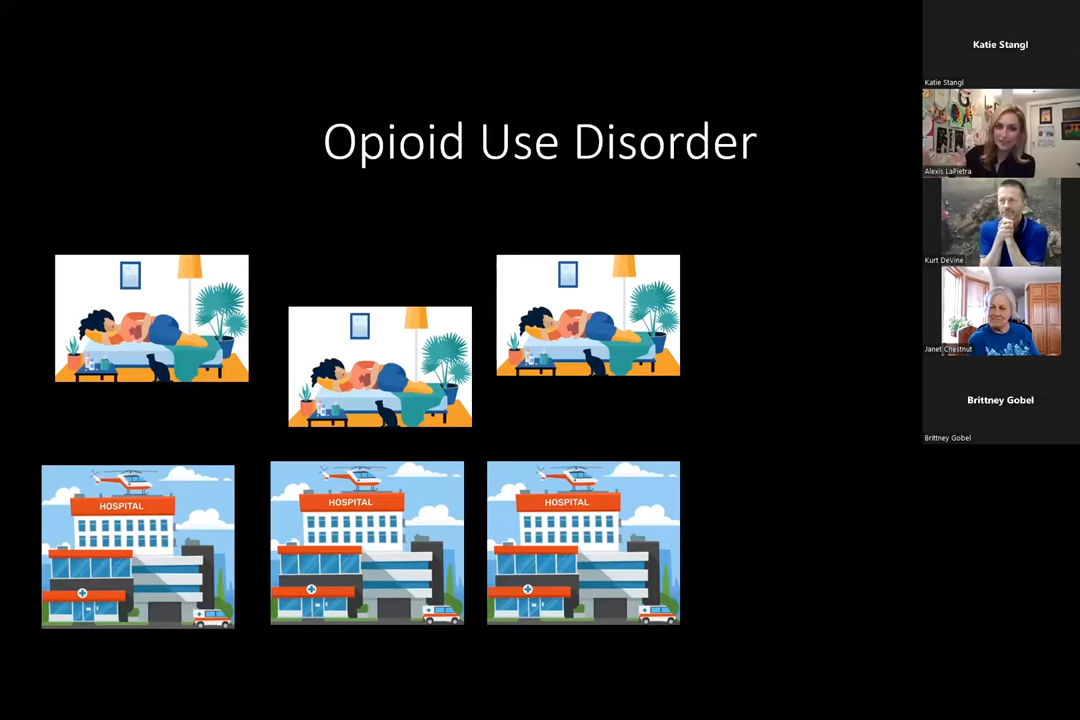 Opioid Use Disorder
HOSPITAL
HOSPITAL
HOSPITAL
Katie Stangl
Katie Stangl
Alexis LaPietra
Kurt DeVine
Janet Chestnut
Brittney Gobel
Brittney Gobel